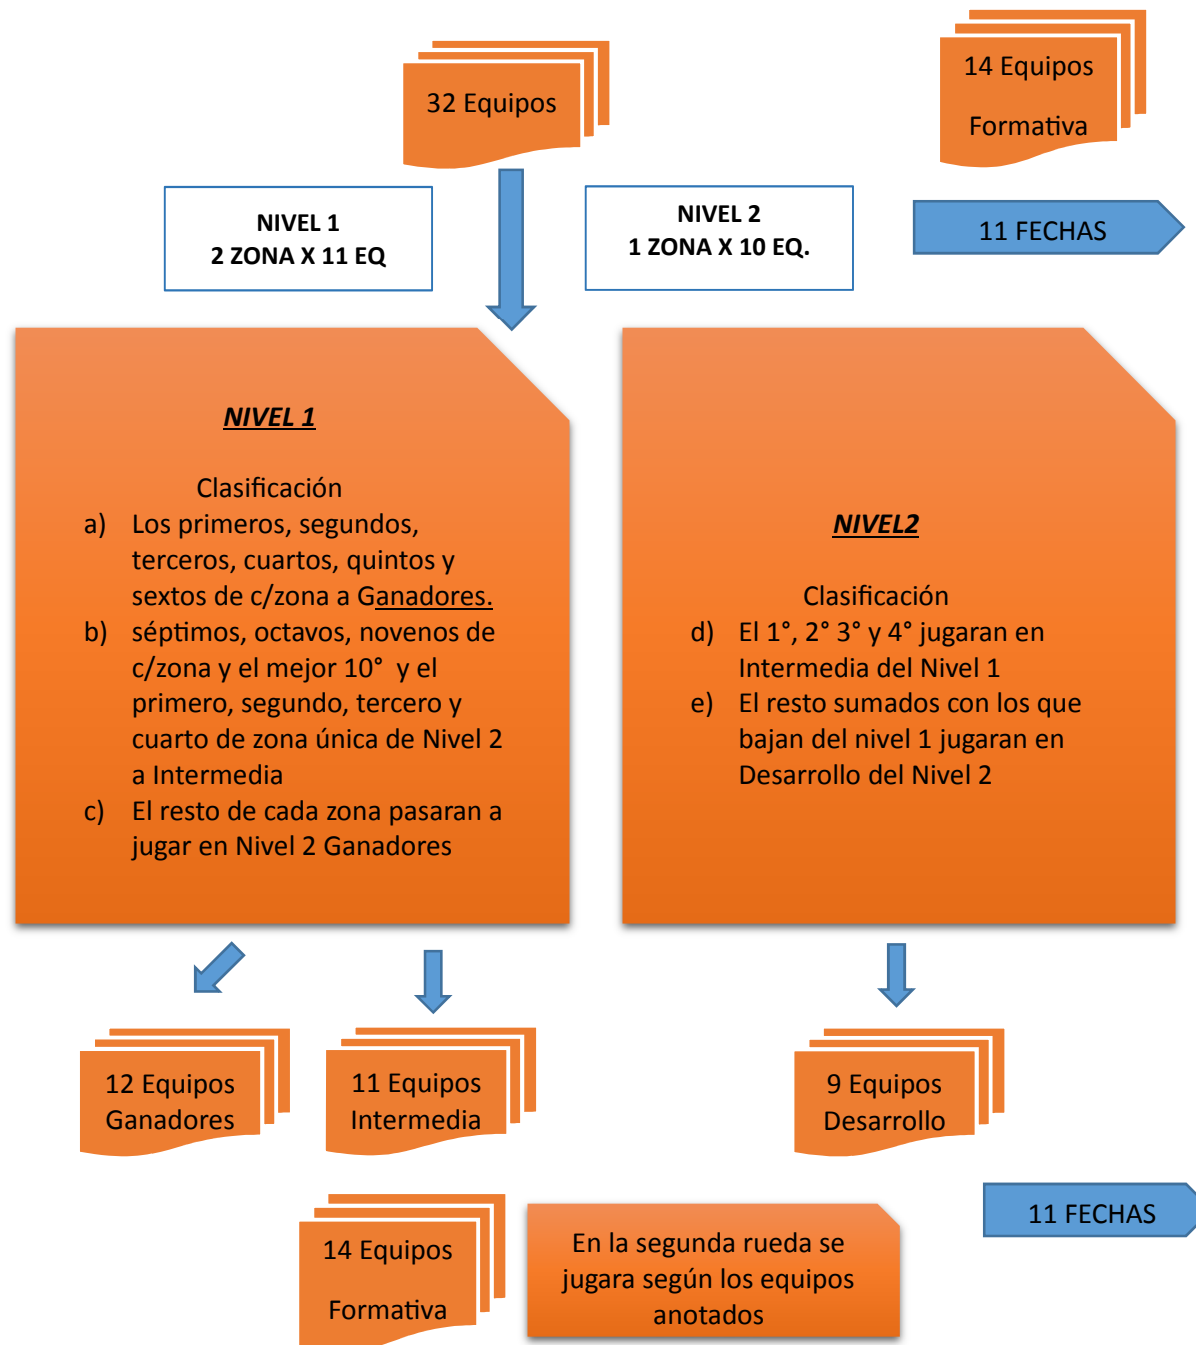 32 Equipos
14 Equipos
Formativa
NIVEL 1
2 ZONA X 11 EQ
NIVEL 2
1 ZONA X 10 EQ.
11 FECHAS
NIVEL 1
Clasificación
a) Los primeros, segundos,
terceros, cuartos, quintos y
sextos de c/zona a Ganadores.
b) séptimos, octavos, novenos de
c/zona y el mejor 10° y el
primero, segundo, tercero y
cuarto de zona única de Nivel 2
a Intermedia
c) El resto de cada zona pasaran a
jugar en Nivel 2 Ganadores
NIVEL2
Clasificación
d) El 1°, 2° 3° y 4° jugaran en
Intermedia del Nivel 1
e) El resto sumados con los que
bajan del nivel 1 jugaran en
Desarrollo del Nivel 2
12 Equipos
Ganadores
11 Equipos
Intermedia
9 Equipos
Desarrollo
11 FECHAS
14 Equipos
Formativa
En la segunda rueda se
jugara según los equipos
anotados